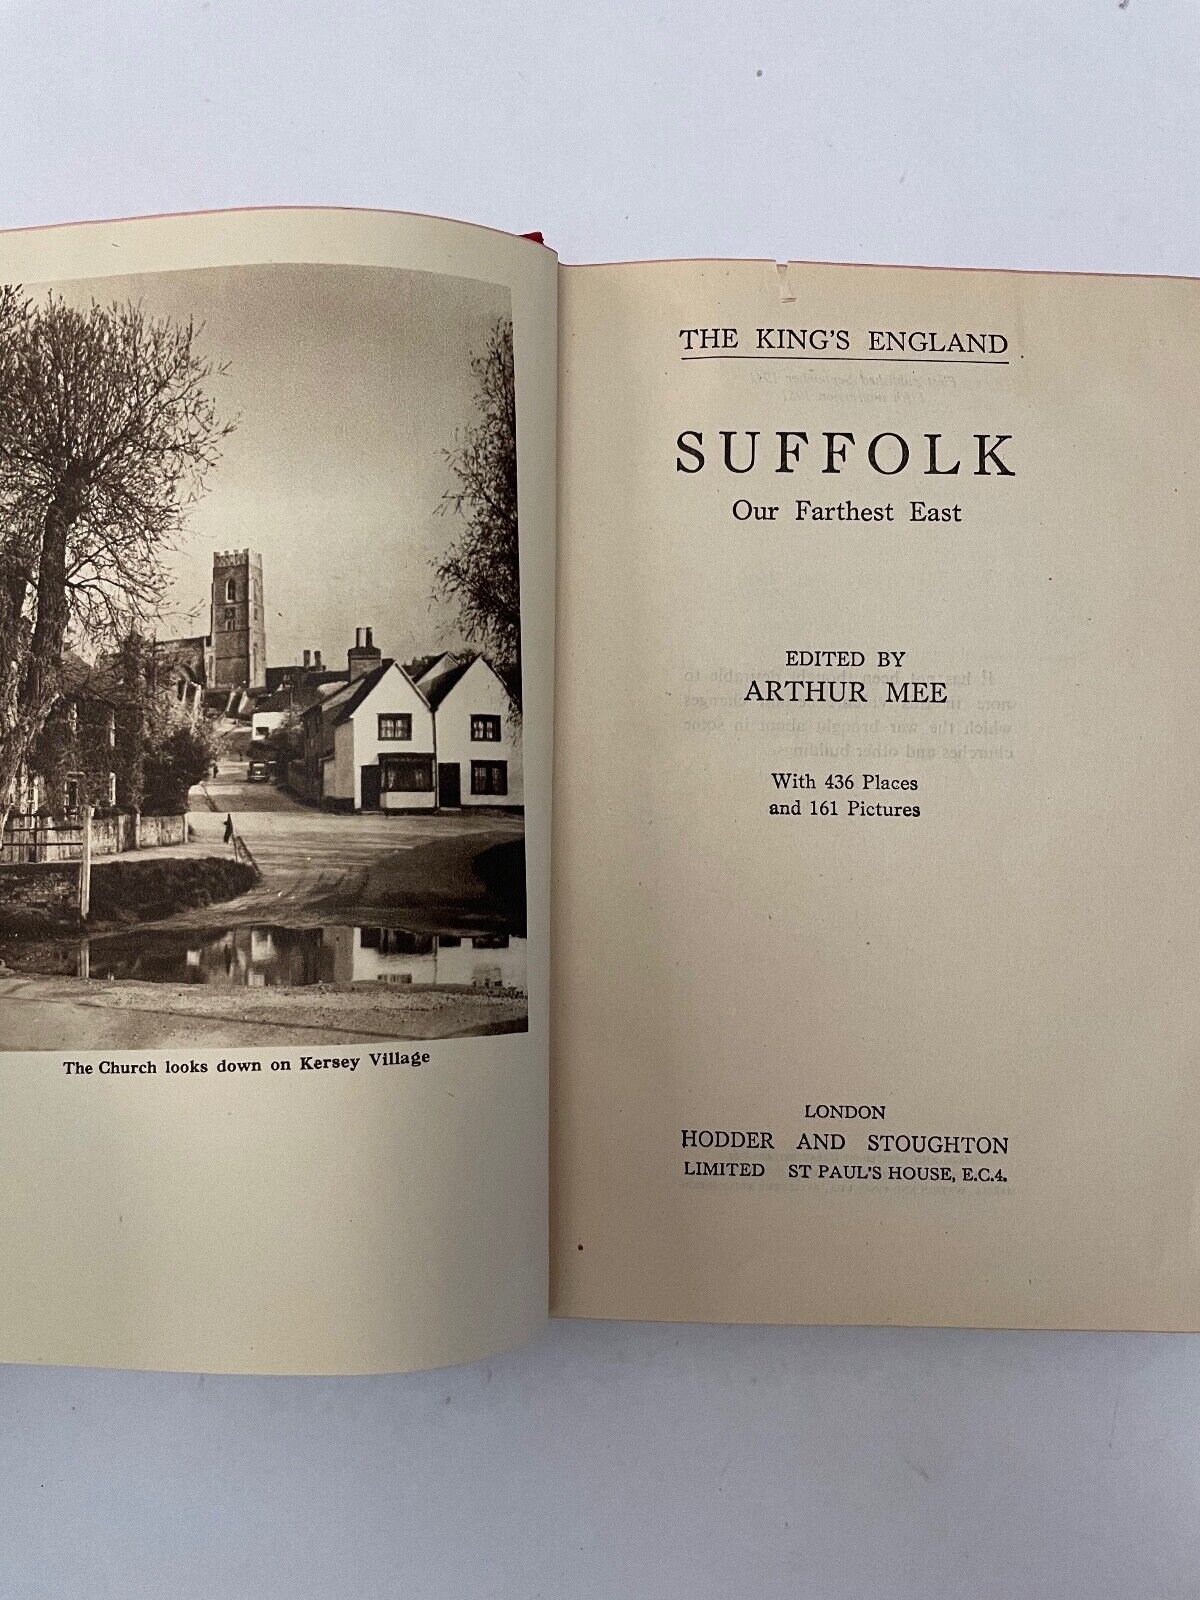 The Church looks down on Kersey Village
THE KING'S ENGLAND
SUFFOLK
Our Farthest East
EDITED BY
ARTHUR MEE
With 436 Places
and 161 Pictures
LONDON
HODDER AND STOUGHTON
LIMITED ST PAUL'S HOUSE, E.C.4.